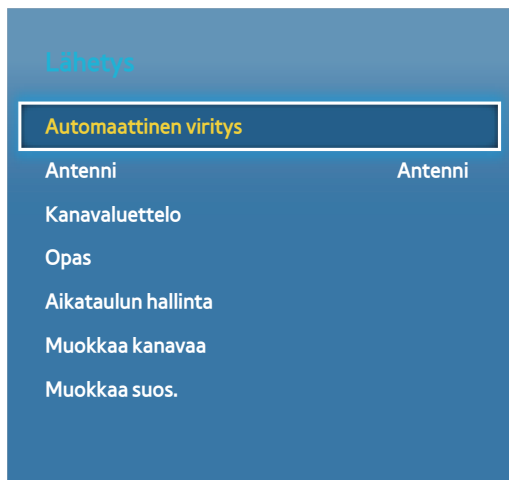 Lähetys
Automaattinen viritys
Antenni Antenni
Kanavaluettelo
Opas
Aikataulun hallinta
Muokkaa kanavaa
Muokkaa suos.